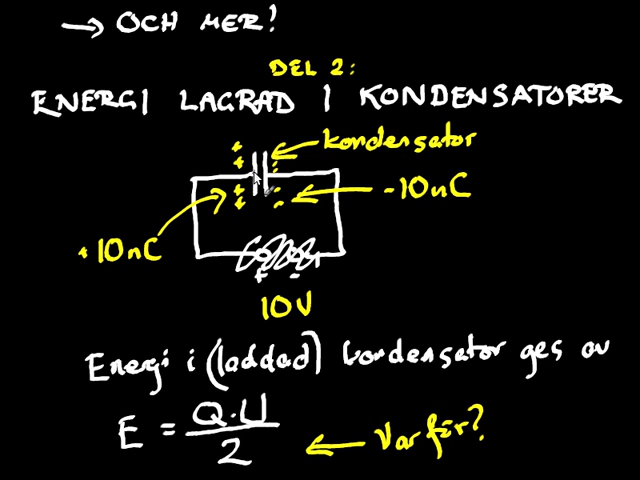 → OCH MER!
DEL 2:
ENERGI LAGRAD I KONDENSATORER
kondensator
-10nC
+10nC
+ -
10V
Energi i (laddad) kondensator ges av
E = Q·U / 2
← Varför?